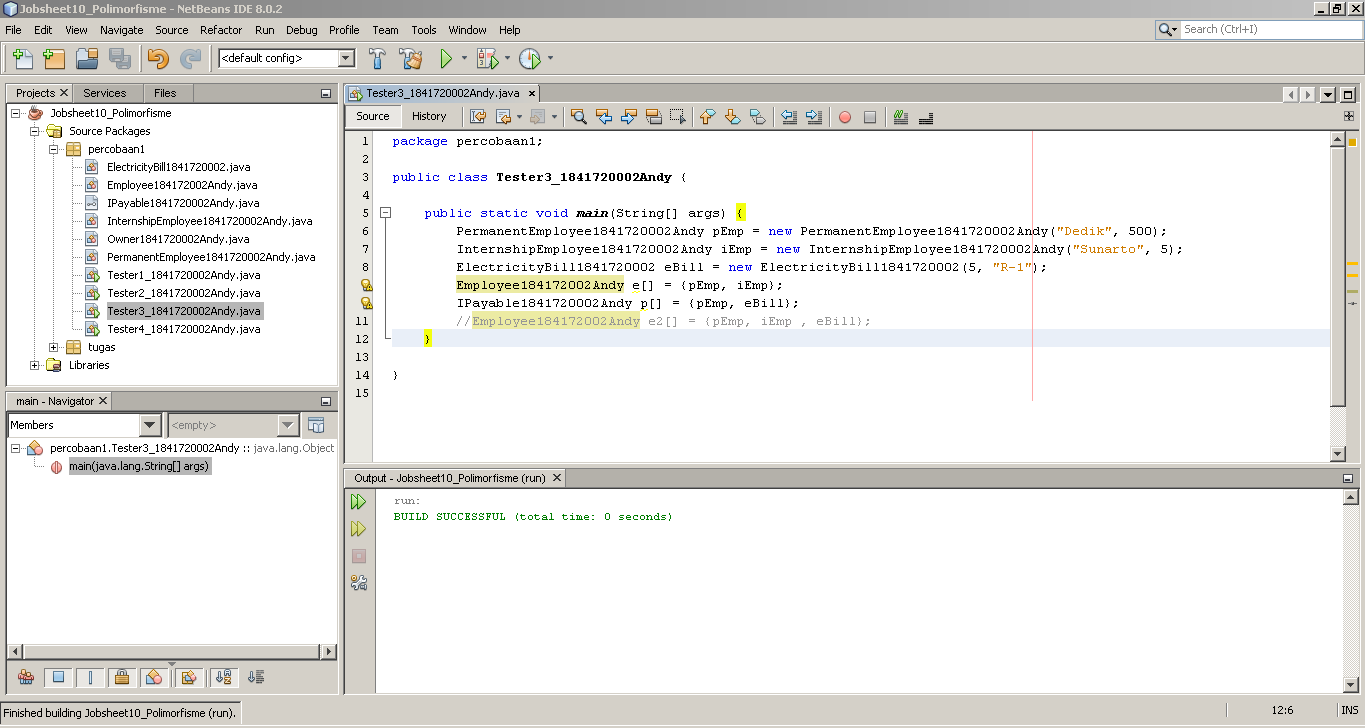 Jobsheet10_Polimorfisme - NetBeans IDE 8.0.2
File Edit View Navigate Source Refactor Run Debug Profile Team Tools Window Help
Search (Ctrl+I)
<default config>
Projects Services Files
Jobsheet10_Polimorfisme
Source Packages
percobaan1
ElectricityBill1841720002.java
Employee184172002Andy.java
IPayable1841720002Andy.java
InternshipEmployee1841720002Andy.java
Owner1841720002Andy.java
PermanentEmployee1841720002Andy.java
Tester1_1841720002Andy.java
Tester2_1841720002Andy.java
Tester3_1841720002Andy.java
Tester4_1841720002Andy.java
tugas
Libraries
main - Navigator
Members <empty>
percobaan1.Tester3_1841720002Andy :: java.lang.Object
main(java.lang.String[] args)
Tester3_1841720002Andy.java
Source History
1 package percobaan1;
2
3 public class Tester3_1841720002Andy {
4
5 public static void main(String[] args) {
6 PermanentEmployee1841720002Andy pEmp = new PermanentEmployee1841720002Andy("Dedik", 500);
7 InternshipEmployee1841720002Andy iEmp = new InternshipEmployee1841720002Andy("Sunarto", 5);
8 ElectricityBill1841720002 eBill = new ElectricityBill1841720002(5, "R-1");
Employee184172002Andy e[] = {pEmp, iEmp};
IPayable1841720002Andy p[] = {pEmp, eBill};
11 //Employee184172002Andy e2[] = {pEmp, iEmp , eBill};
12 }
13
14 }
15
Output - Jobsheet10_Polimorfisme (run)
run:
BUILD SUCCESSFUL (total time: 0 seconds)
Finished building Jobsheet10_Polimorfisme (run).
12:6 INS